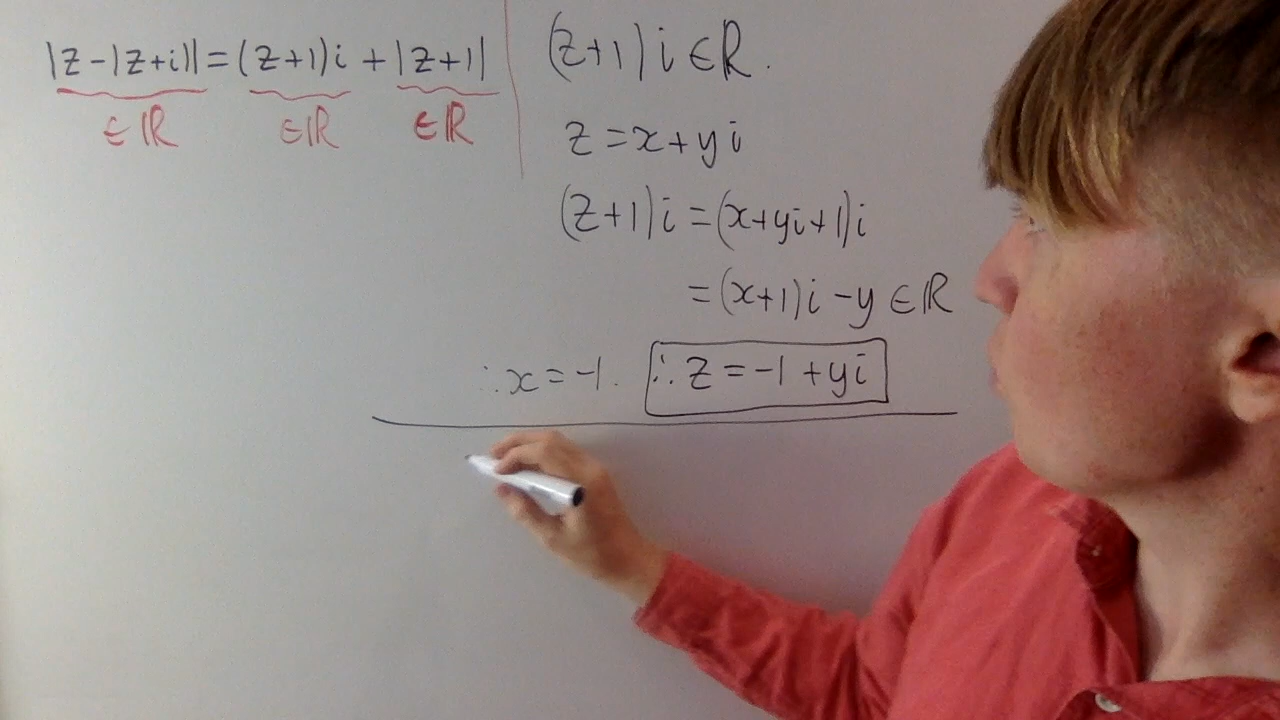 |z-|z+i||=(z+1)i+|z+1|
∈ℝ ∈ℝ ∈ℝ
(z+1)i∈ℝ.
z=x+yi
(z+1)i=(x+yi+1)i
=(x+1)i-y∈ℝ
∴x=-1. ∴z=-1+yi